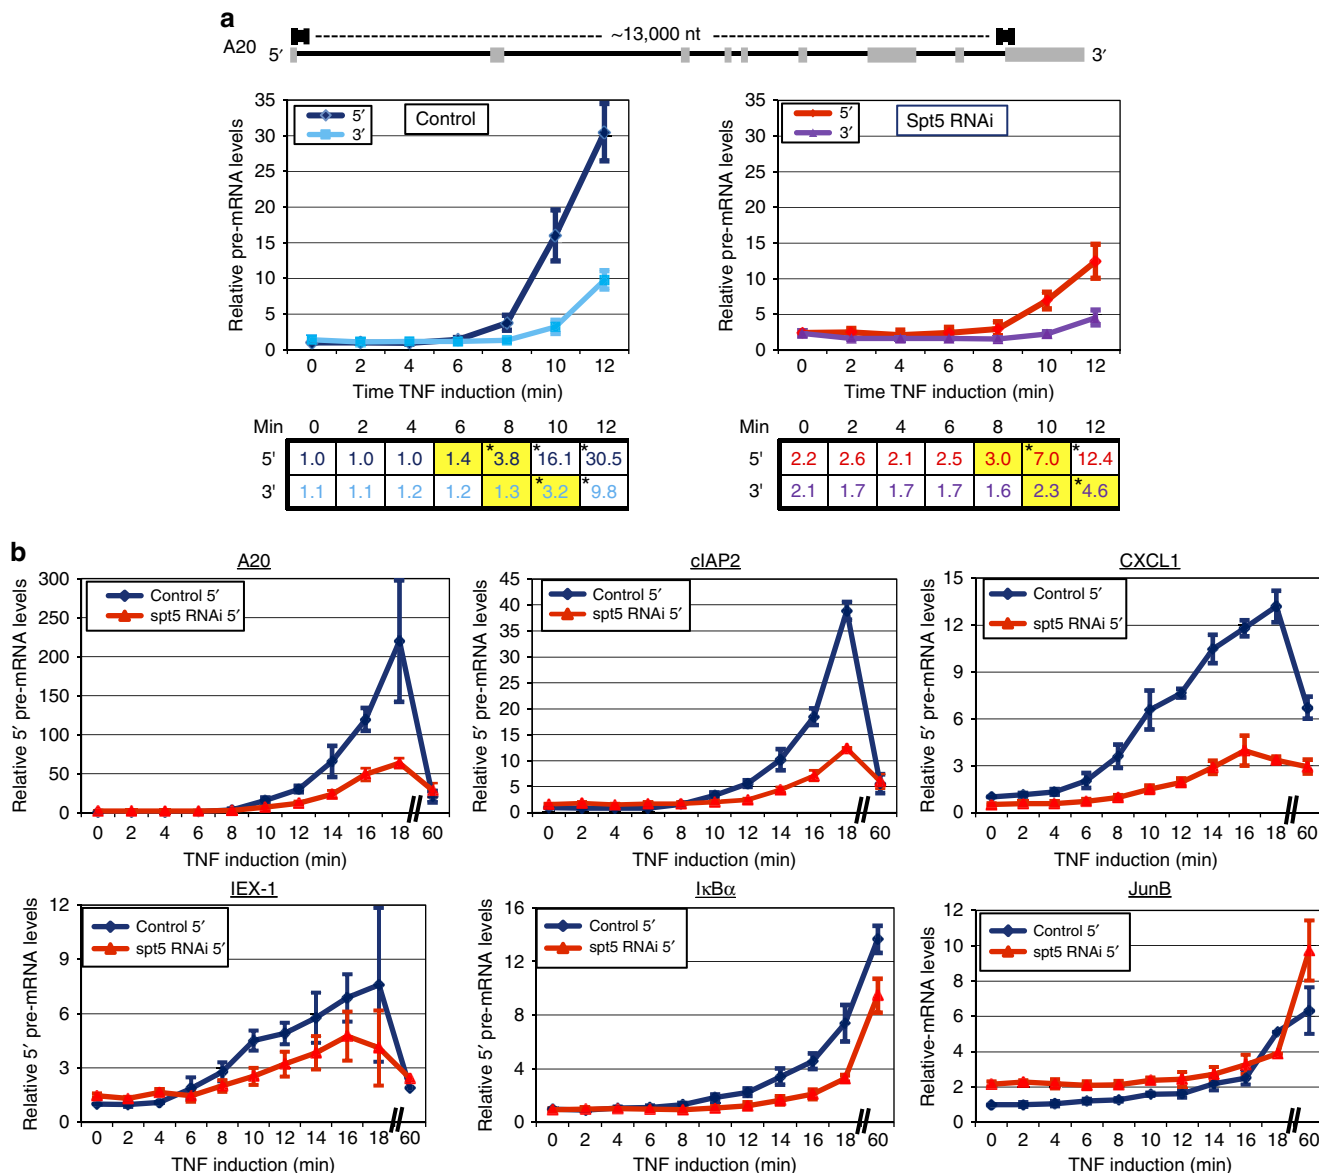 a
A20 5′ ~13,000 nt 3′
Relative pre-mRNA levels
35
30
25
20
15
10
5
0
5′
3′
Control
0 2 4 6 8 10 12
Time TNF induction (min)
Relative pre-mRNA levels
35
30
25
20
15
10
5
0
5′
3′
Spt5 RNAi
0 2 4 6 8 10 12
Time TNF induction (min)
Min 0 2 4 6 8 10 12
5' 1.0 1.0 1.0 1.4 *3.8 *16.1 *30.5
3' 1.1 1.1 1.2 1.2 1.3 *3.2 *9.8
0 2 4 6 8 10 12
Min
5' 2.2 2.6 2.1 2.5 3.0 *7.0 *12.4
3' 2.1 1.7 1.7 1.7 1.6 2.3 *4.6
b
A20
Relative 5′ pre-mRNA levels
300
250
200
150
100
50
0
Control 5′
spt5 RNAi 5′
0 2 4 6 8 10 12 14 16 18 60
TNF induction (min)
cIAP2
Relative 5′ pre-mRNA levels
45
40
35
30
25
20
15
10
5
0
Control 5′
spt5 RNAi 5′
0 2 4 6 8 10 12 14 16 18 60
TNF induction (min)
CXCL1
Relative 5′ pre-mRNA levels
15
12
9
6
3
0
Control 5′
spt5 RNAi 5′
0 2 4 6 8 10 12 14 16 18 60
TNF induction (min)
IEX-1
Relative 5′ pre-mRNA levels
12
9
6
3
0
Control 5′
spt5 RNAi 5′
0 2 4 6 8 10 12 14 16 18 60
TNF induction (min)
IκBα
Relative 5′ pre-mRNA levels
16
12
8
4
0
Control 5′
spt5 RNAi 5′
0 2 4 6 8 10 12 14 16 18 60
TNF induction (min)
JunB
Relative-mRNA levels
12
10
8
6
4
2
0
Control 5′
spt5 RNAi 5′
0 2 4 6 8 10 12 14 16 18 60
TNF induction (min)